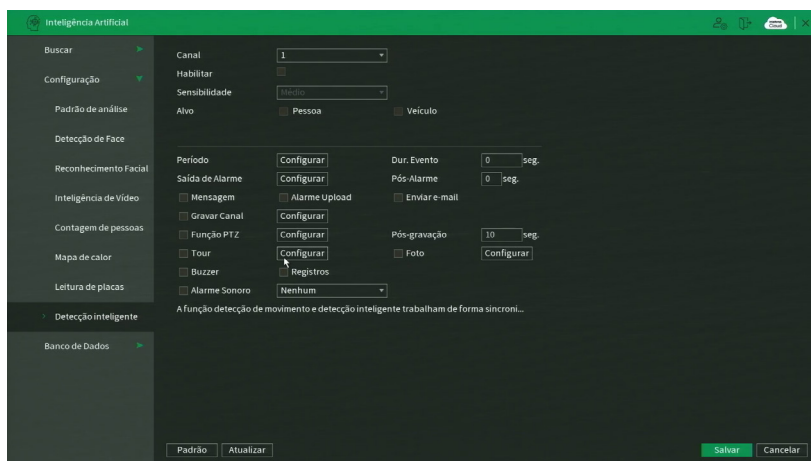 Inteligência Artificial
Buscar
Configuração
Padrão de análise
Detecção de Face
Reconhecimento Facial
Inteligência de Vídeo
Contagem de pessoas
Mapa de calor
Leitura de placas
Detecção inteligente
Banco de Dados
Canal 1
Habilitar
Sensibilidade Médio
Alvo Pessoa Veículo
Período Configurar Dur. Evento 0 seg.
Saída de Alarme Configurar Pós-Alarme 0 seg.
Mensagem Alarme Upload Enviar e-mail
Gravar Canal Configurar
Função PTZ Configurar Pós-gravação 10 seg.
Tour Configurar Foto Configurar
Buzzer Registros
Alarme Sonoro Nenhum
A função detecção de movimento e detecção inteligente trabalham de forma sincroni...
Padrão Atualizar Salvar Cancelar